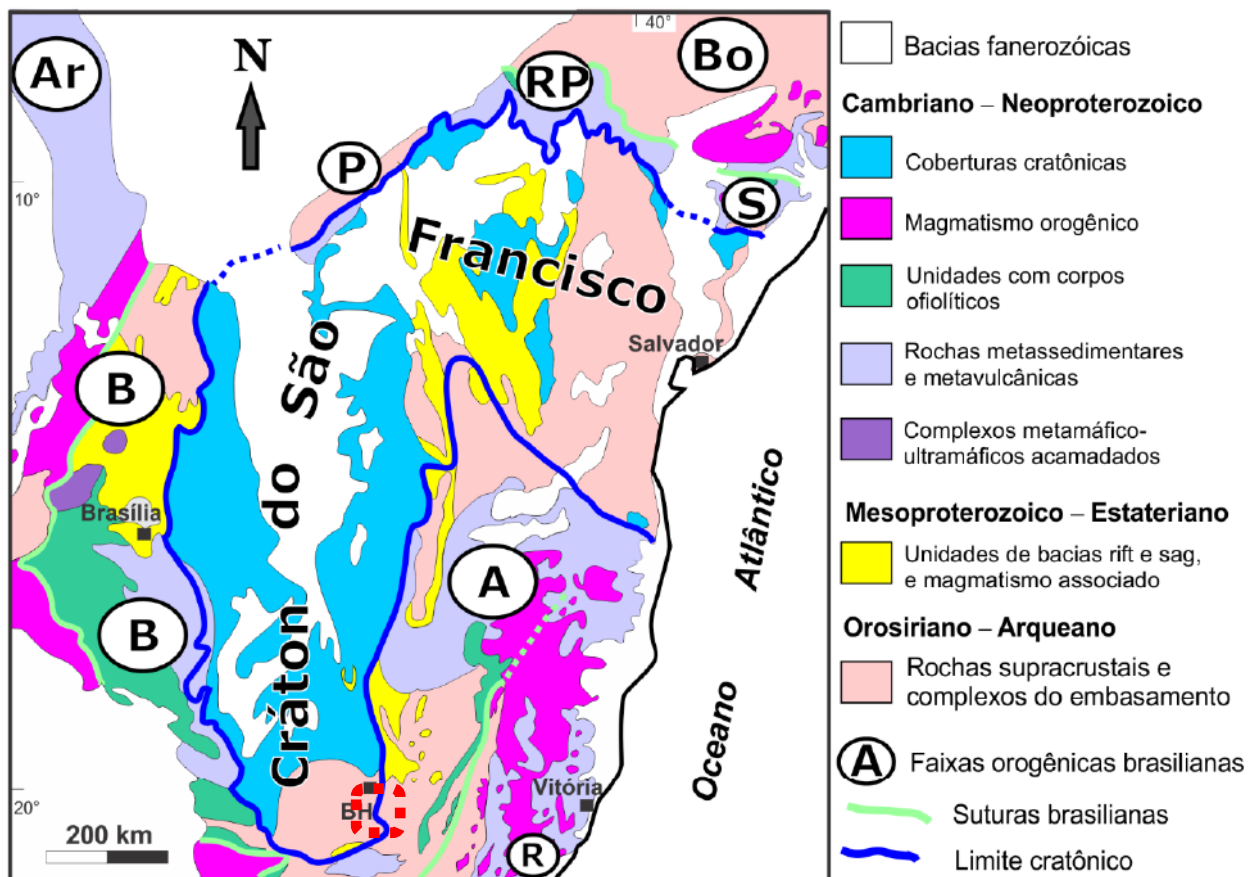 Ar
N
RP
40°
Bo
P
10°
S
Francisco
São
do
Cráton
Salvador
B
Brasília
B
A
Atlântico
Oceano
20°
BH
Vitória
R
200 km
Bacias fanerozóicas
Cambriano – Neoproterozoico
Coberturas cratônicas
Magmatismo orogênico
Unidades com corpos
ofiolíticos
Rochas metassedimentares
e metavulcânicas
Complexos metamáfico-
ultramáficos acamadados
Mesoproterozoico – Estateriano
Unidades de bacias rift e sag,
e magmatismo associado
Orosiriano – Arqueano
Rochas supracrustais e
complexos do embasamento
A Faixas orogênicas brasilianas
Suturas brasilianas
Limite cratônico